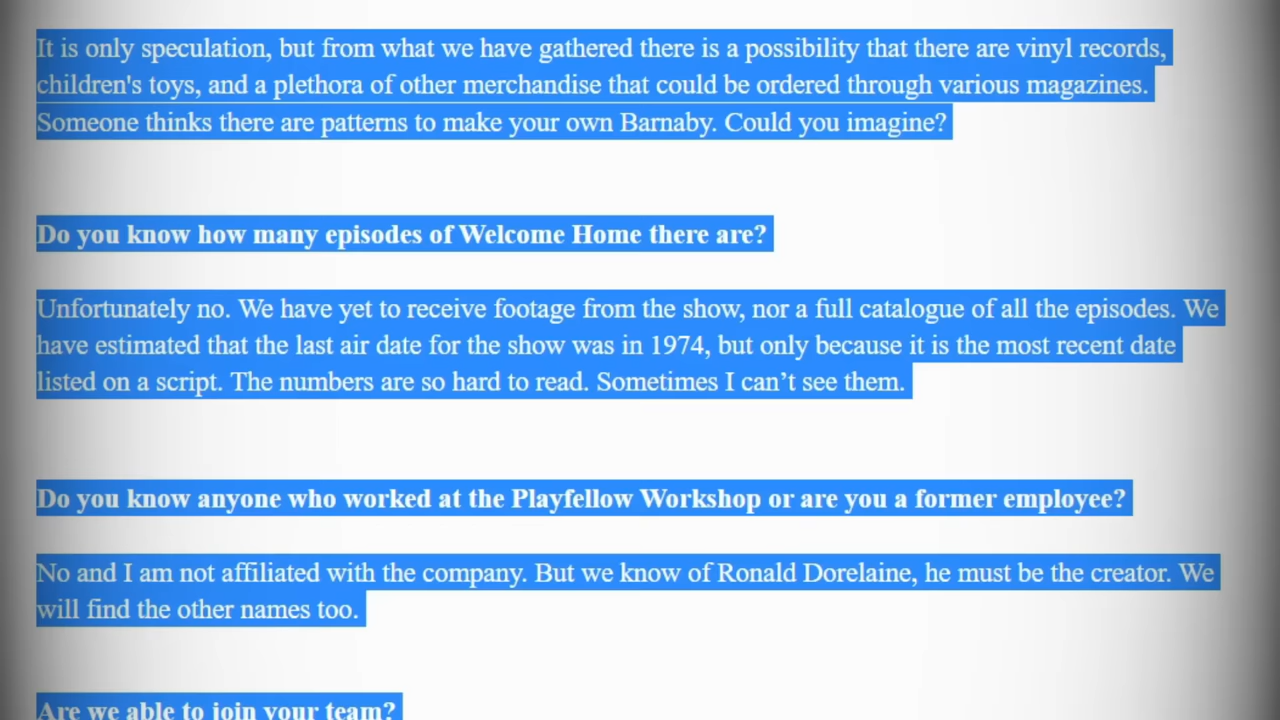 It is only speculation, but from what we have gathered there is a possibility that there are vinyl records,
children's toys, and a plethora of other merchandise that could be ordered through various magazines.
Someone thinks there are patterns to make your own Barnaby. Could you imagine?
Do you know how many episodes of Welcome Home there are?
Unfortunately no. We have yet to receive footage from the show, nor a full catalogue of all the episodes. We
have estimated that the last air date for the show was in 1974, but only because it is the most recent date
listed on a script. The numbers are so hard to read. Sometimes I can’t see them.
Do you know anyone who worked at the Playfellow Workshop or are you a former employee?
No and I am not affiliated with the company. But we know of Ronald Dorelaine, he must be the creator. We
will find the other names too.
Are we able to join your team?